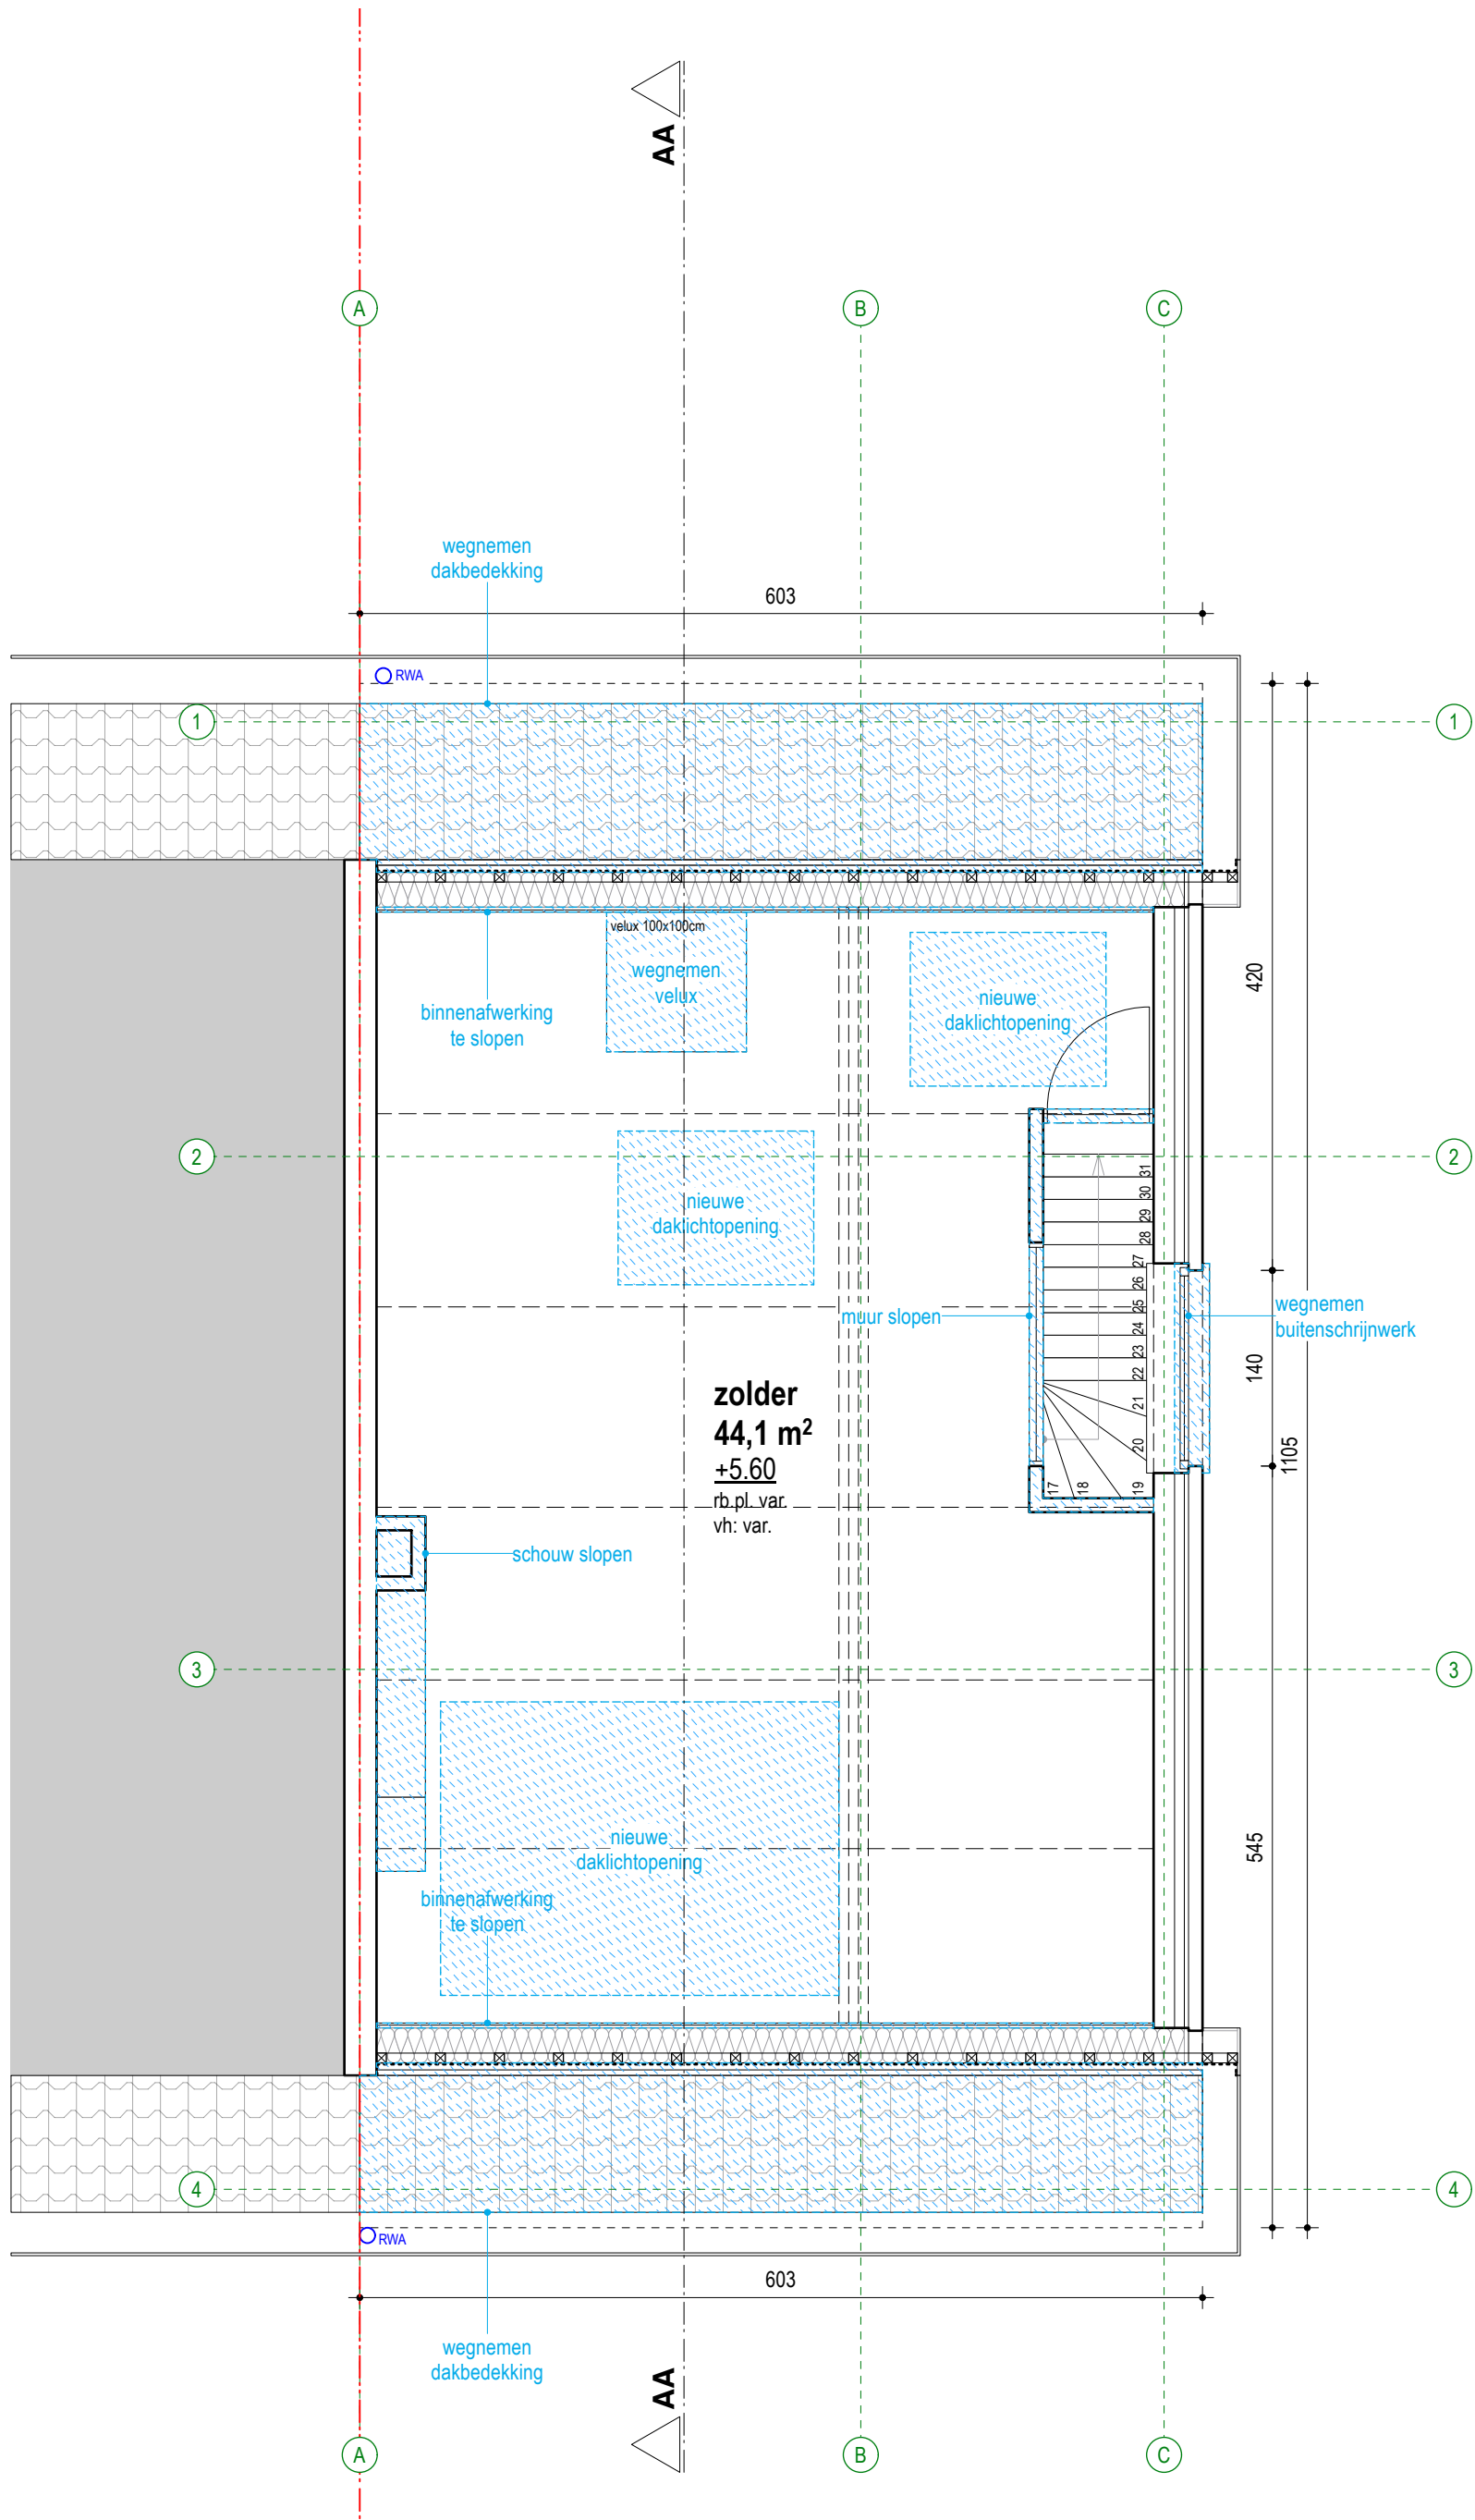 AA
A
B
C
wegnemen
dakbedekking
603
RWA
1
1
velux 100x100cm
wegnemen
velux
nieuwe
daklichtopening
binnenafwerking
te slopen
420
2
2
nieuwe
daklichtopening
31
30
29
28
27
26
25
24
23
22
21
20
19
18
17
muur slopen
wegnemen
buitenschrijnwerk
140
1105
zolder
44,1 m²
+5.60
rb.pl. var.
vh: var.
schouw slopen
3
3
nieuwe
daklichtopening
545
binnenafwerking
te slopen
4
4
RWA
603
wegnemen
dakbedekking
AA
A
B
C